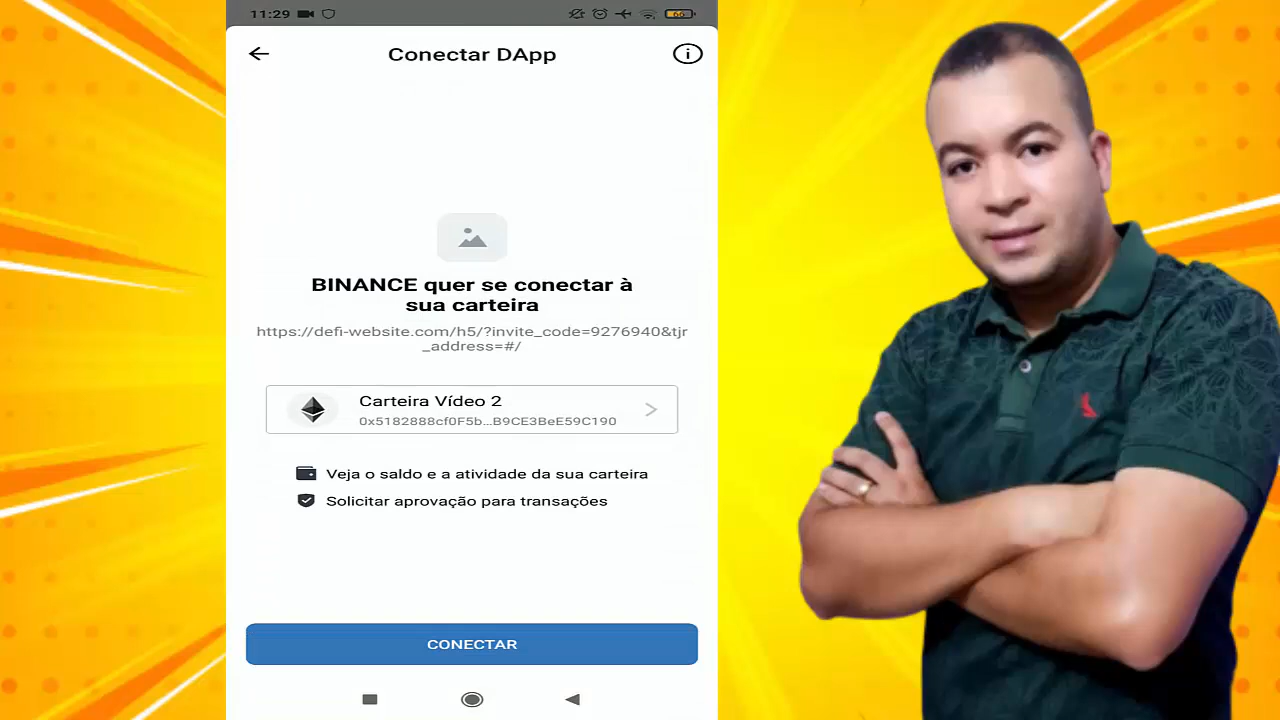 11:29
66
Conectar DApp
BINANCE quer se conectar à
sua carteira
https://defi-website.com/h5/?invite_code=9276940&tjr
_address=#/
Carteira Vídeo 2
0x5182888cf0F5b...B9CE3BeE59C190
Veja o saldo e a atividade da sua carteira
Solicitar aprovação para transações
CONECTAR